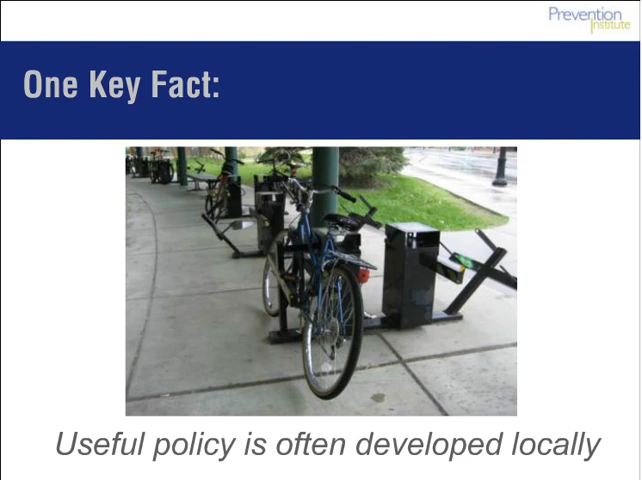 Prevention
Institute
One Key Fact:
Useful policy is often developed locally